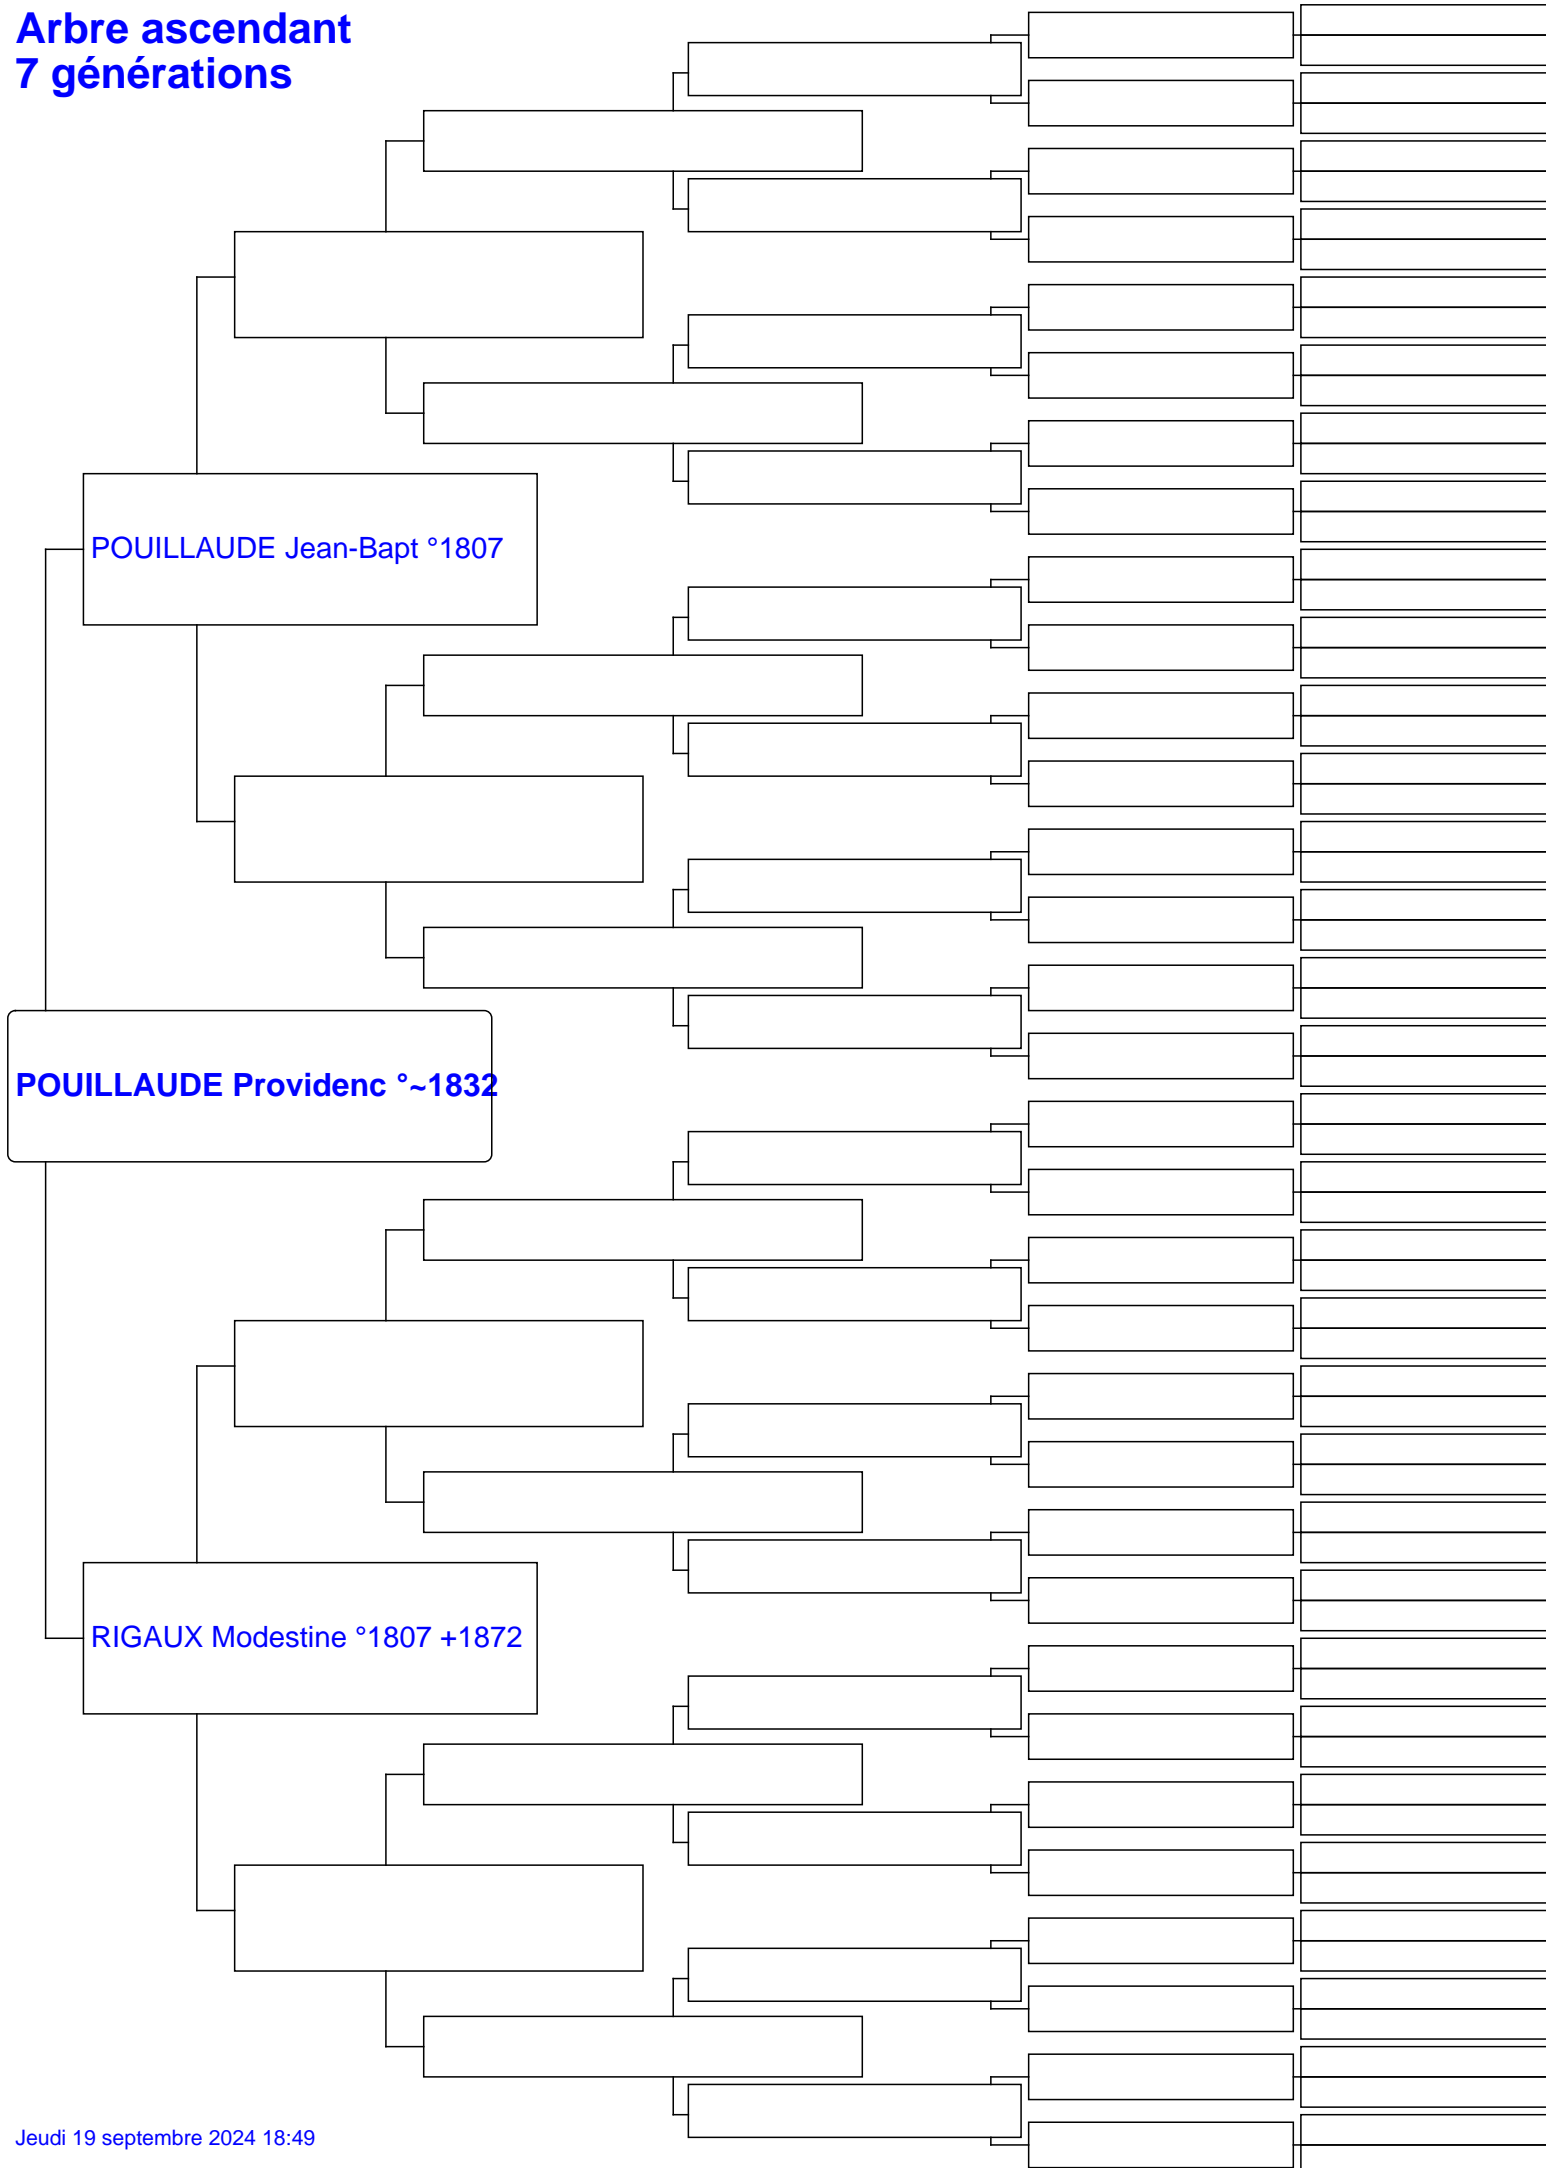 Arbre ascendant
7 générations
POUILLAUDE Jean-Bapt °1807
POUILLAUDE Providenc °~1832
RIGAUX Modestine °1807 +1872
Jeudi 19 septembre 2024 18:49